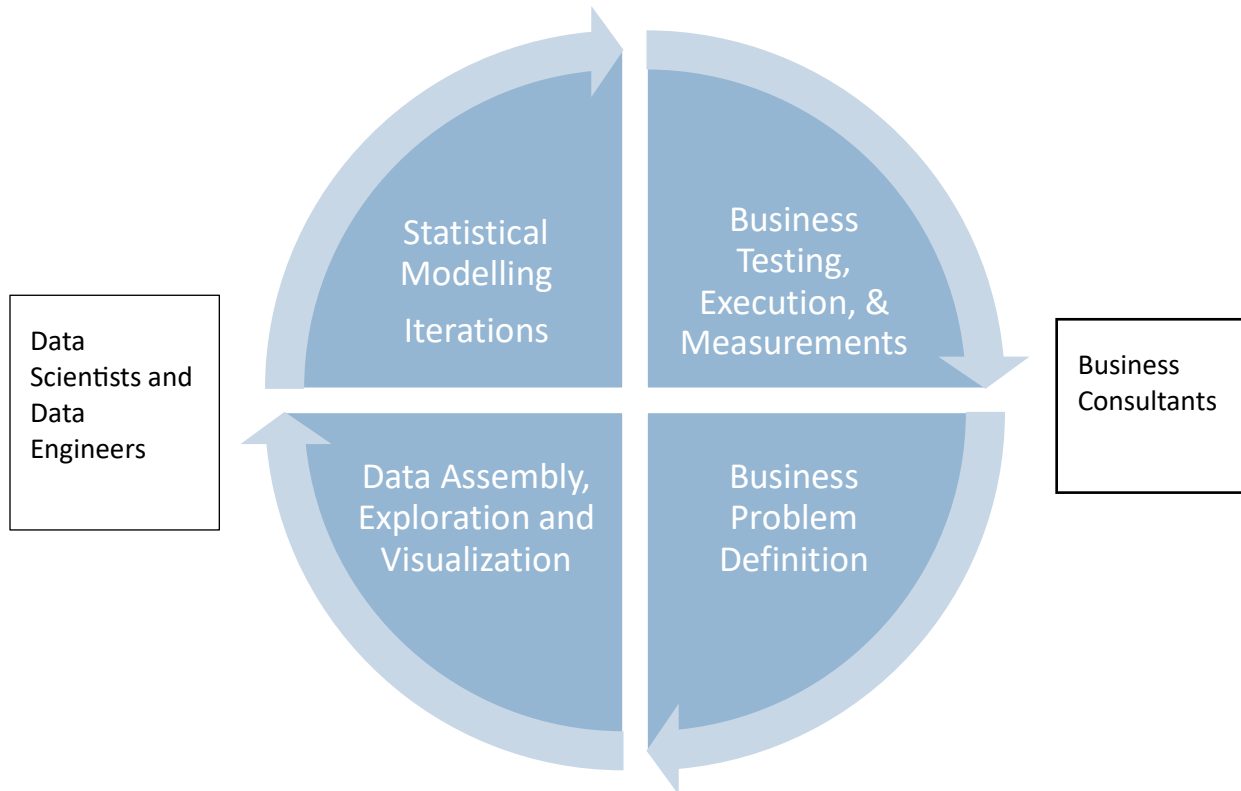 Statistical
Modelling
Iterations
Business
Testing,
Execution, &
Measurements
Data
Scientists and
Data
Engineers
Business
Consultants
Data Assembly,
Exploration and
Visualization
Business
Problem
Definition